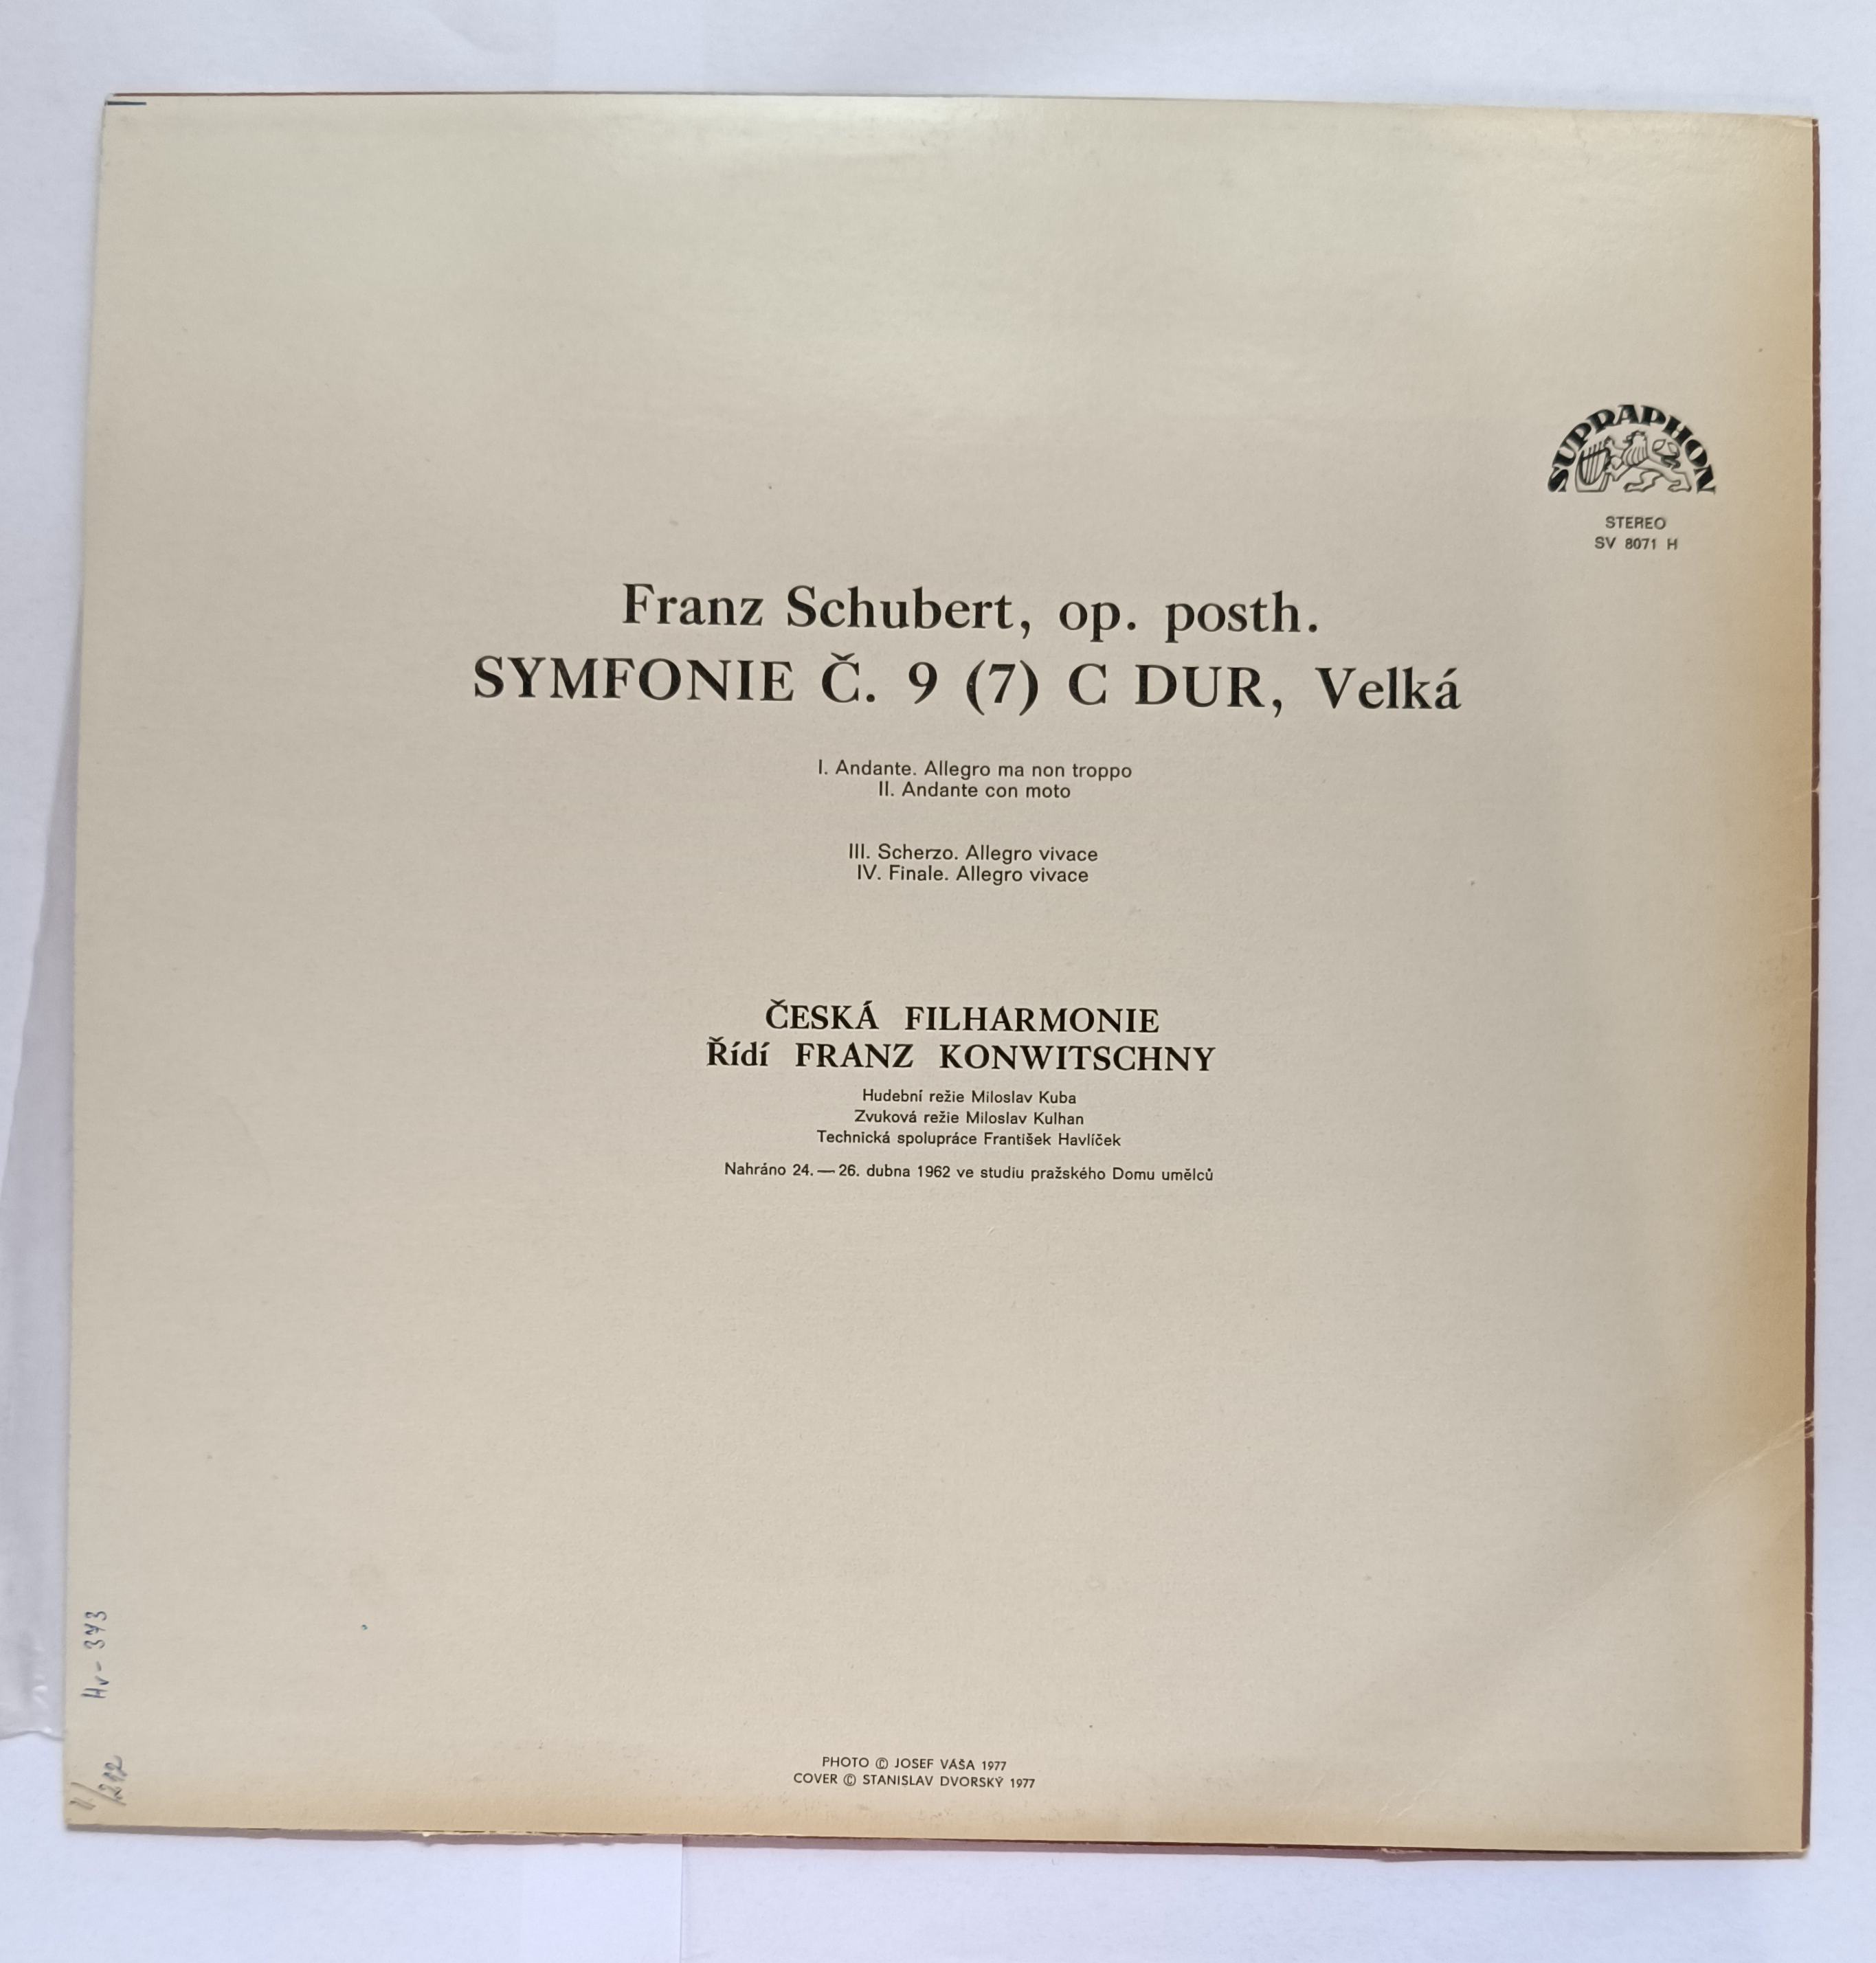 SUPRAPHON
STEREO
SV 8071 H
Franz Schubert, op. posth.
SYMFONIE Č. 9 (7) C DUR, Velká
I. Andante. Allegro ma non troppo
II. Andante con moto
III. Scherzo. Allegro vivace
IV. Finale. Allegro vivace
ČESKÁ FILHARMONIE
Řídí FRANZ KONWITSCHNY
Hudební režie Miloslav Kuba
Zvuková režie Miloslav Kulhan
Technická spolupráce František Havlíček
Nahráno 24. — 26. dubna 1962 ve studiu pražského Domu umělců
Hv - 373
PHOTO © JOSEF VÁŠA 1977
COVER © STANISLAV DVORSKÝ 1977